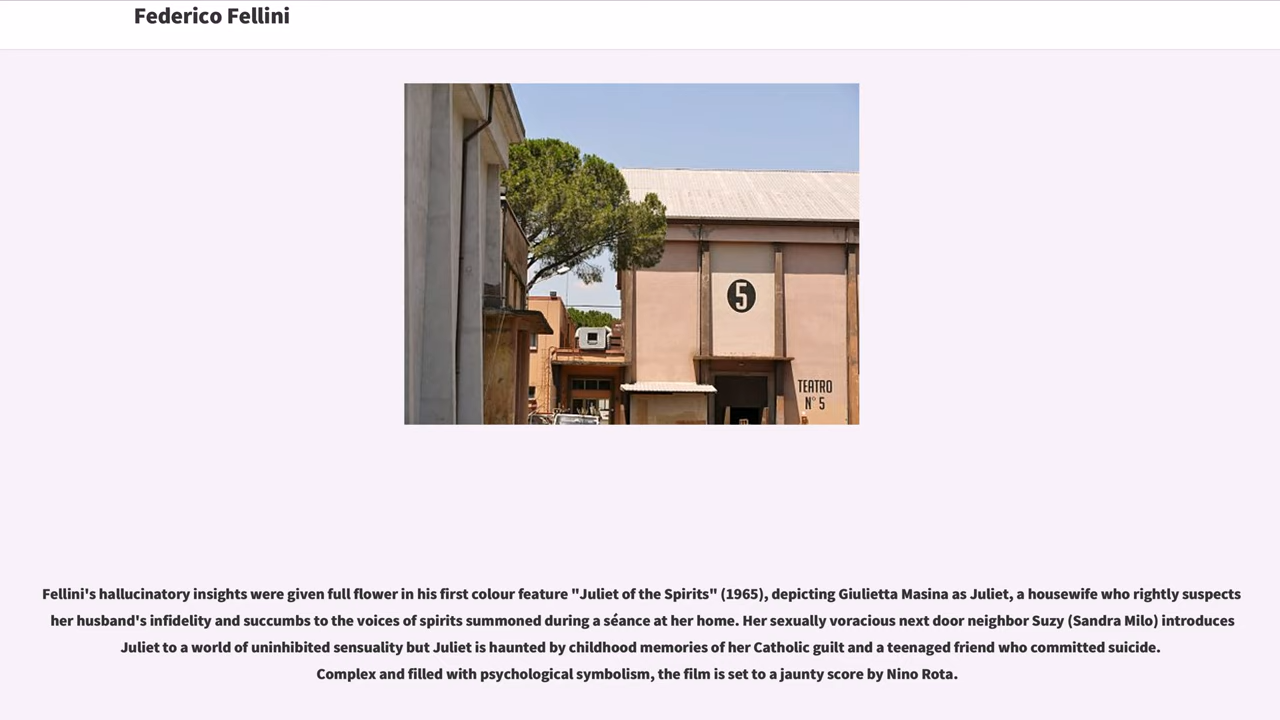 Federico Fellini
5
TEATRO
N° 5
Fellini's hallucinatory insights were given full flower in his first colour feature "Juliet of the Spirits" (1965), depicting Giulietta Masina as Juliet, a housewife who rightly suspects
her husband's infidelity and succumbs to the voices of spirits summoned during a séance at her home. Her sexually voracious next door neighbor Suzy (Sandra Milo) introduces
Juliet to a world of uninhibited sensuality but Juliet is haunted by childhood memories of her Catholic guilt and a teenaged friend who committed suicide.
Complex and filled with psychological symbolism, the film is set to a jaunty score by Nino Rota.